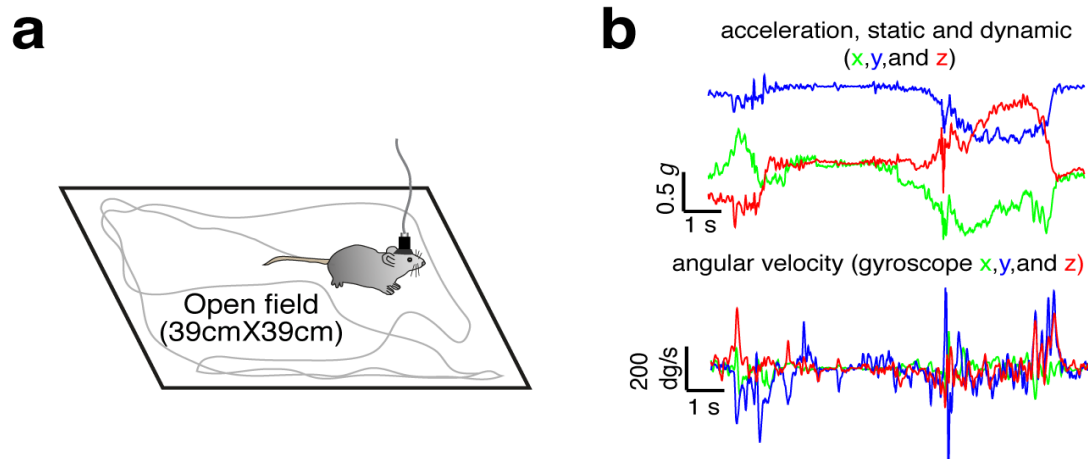 a
Open field
(39cmX39cm)
b
acceleration, static and dynamic
(x,y,and z)
0.5 g
1 s
angular velocity (gyroscope x,y,and z)
200
dg/s
1 s